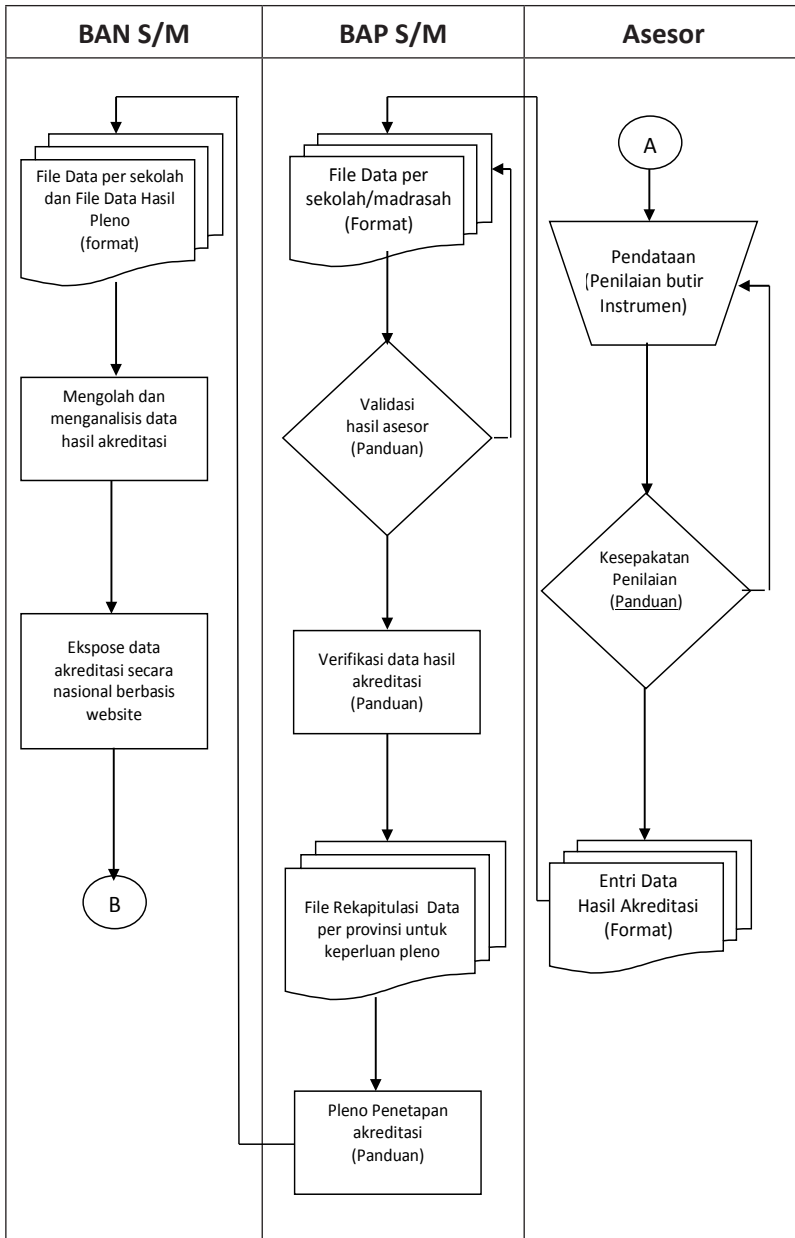 BAN S/M
BAP S/M
Asesor
File Data per sekolah
dan File Data Hasil
Pleno
(format)
Mengolah dan
menganalisis data
hasil akreditasi
Ekspose data
akreditasi secara
nasional berbasis
website
B
File Data per
sekolah/madrasah
(Format)
Validasi
hasil asesor
(Panduan)
Verifikasi data hasil
akreditasi
(Panduan)
File Rekapitulasi Data
per provinsi untuk
keperluan pleno
Pleno Penetapan
akreditasi
(Panduan)
A
Pendataan
(Penilaian butir
Instrumen)
Kesepakatan
Penilaian
(Panduan)
Entri Data
Hasil Akreditasi
(Format)